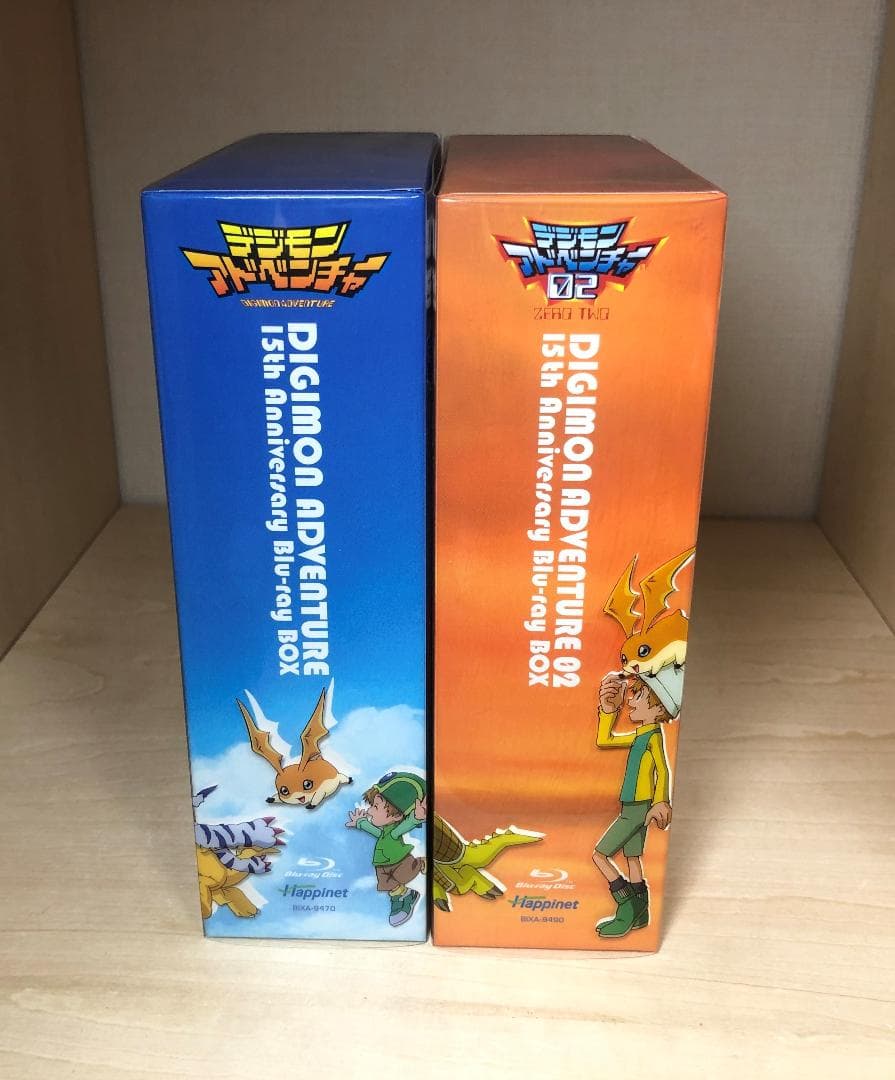 デジモン
アドベンチャー
DIGIMON ADVENTURE
DIGIMON ADVENTURE
15th Anniversary Blu-ray BOX
Blu-ray Disc
Happinet
BIXA-9470
デジモン
アドベンチャー
02
ZERO TWO
DIGIMON ADVENTURE 02
15th Anniversary Blu-ray BOX
Blu-ray Disc
Happinet
BIXA-9490